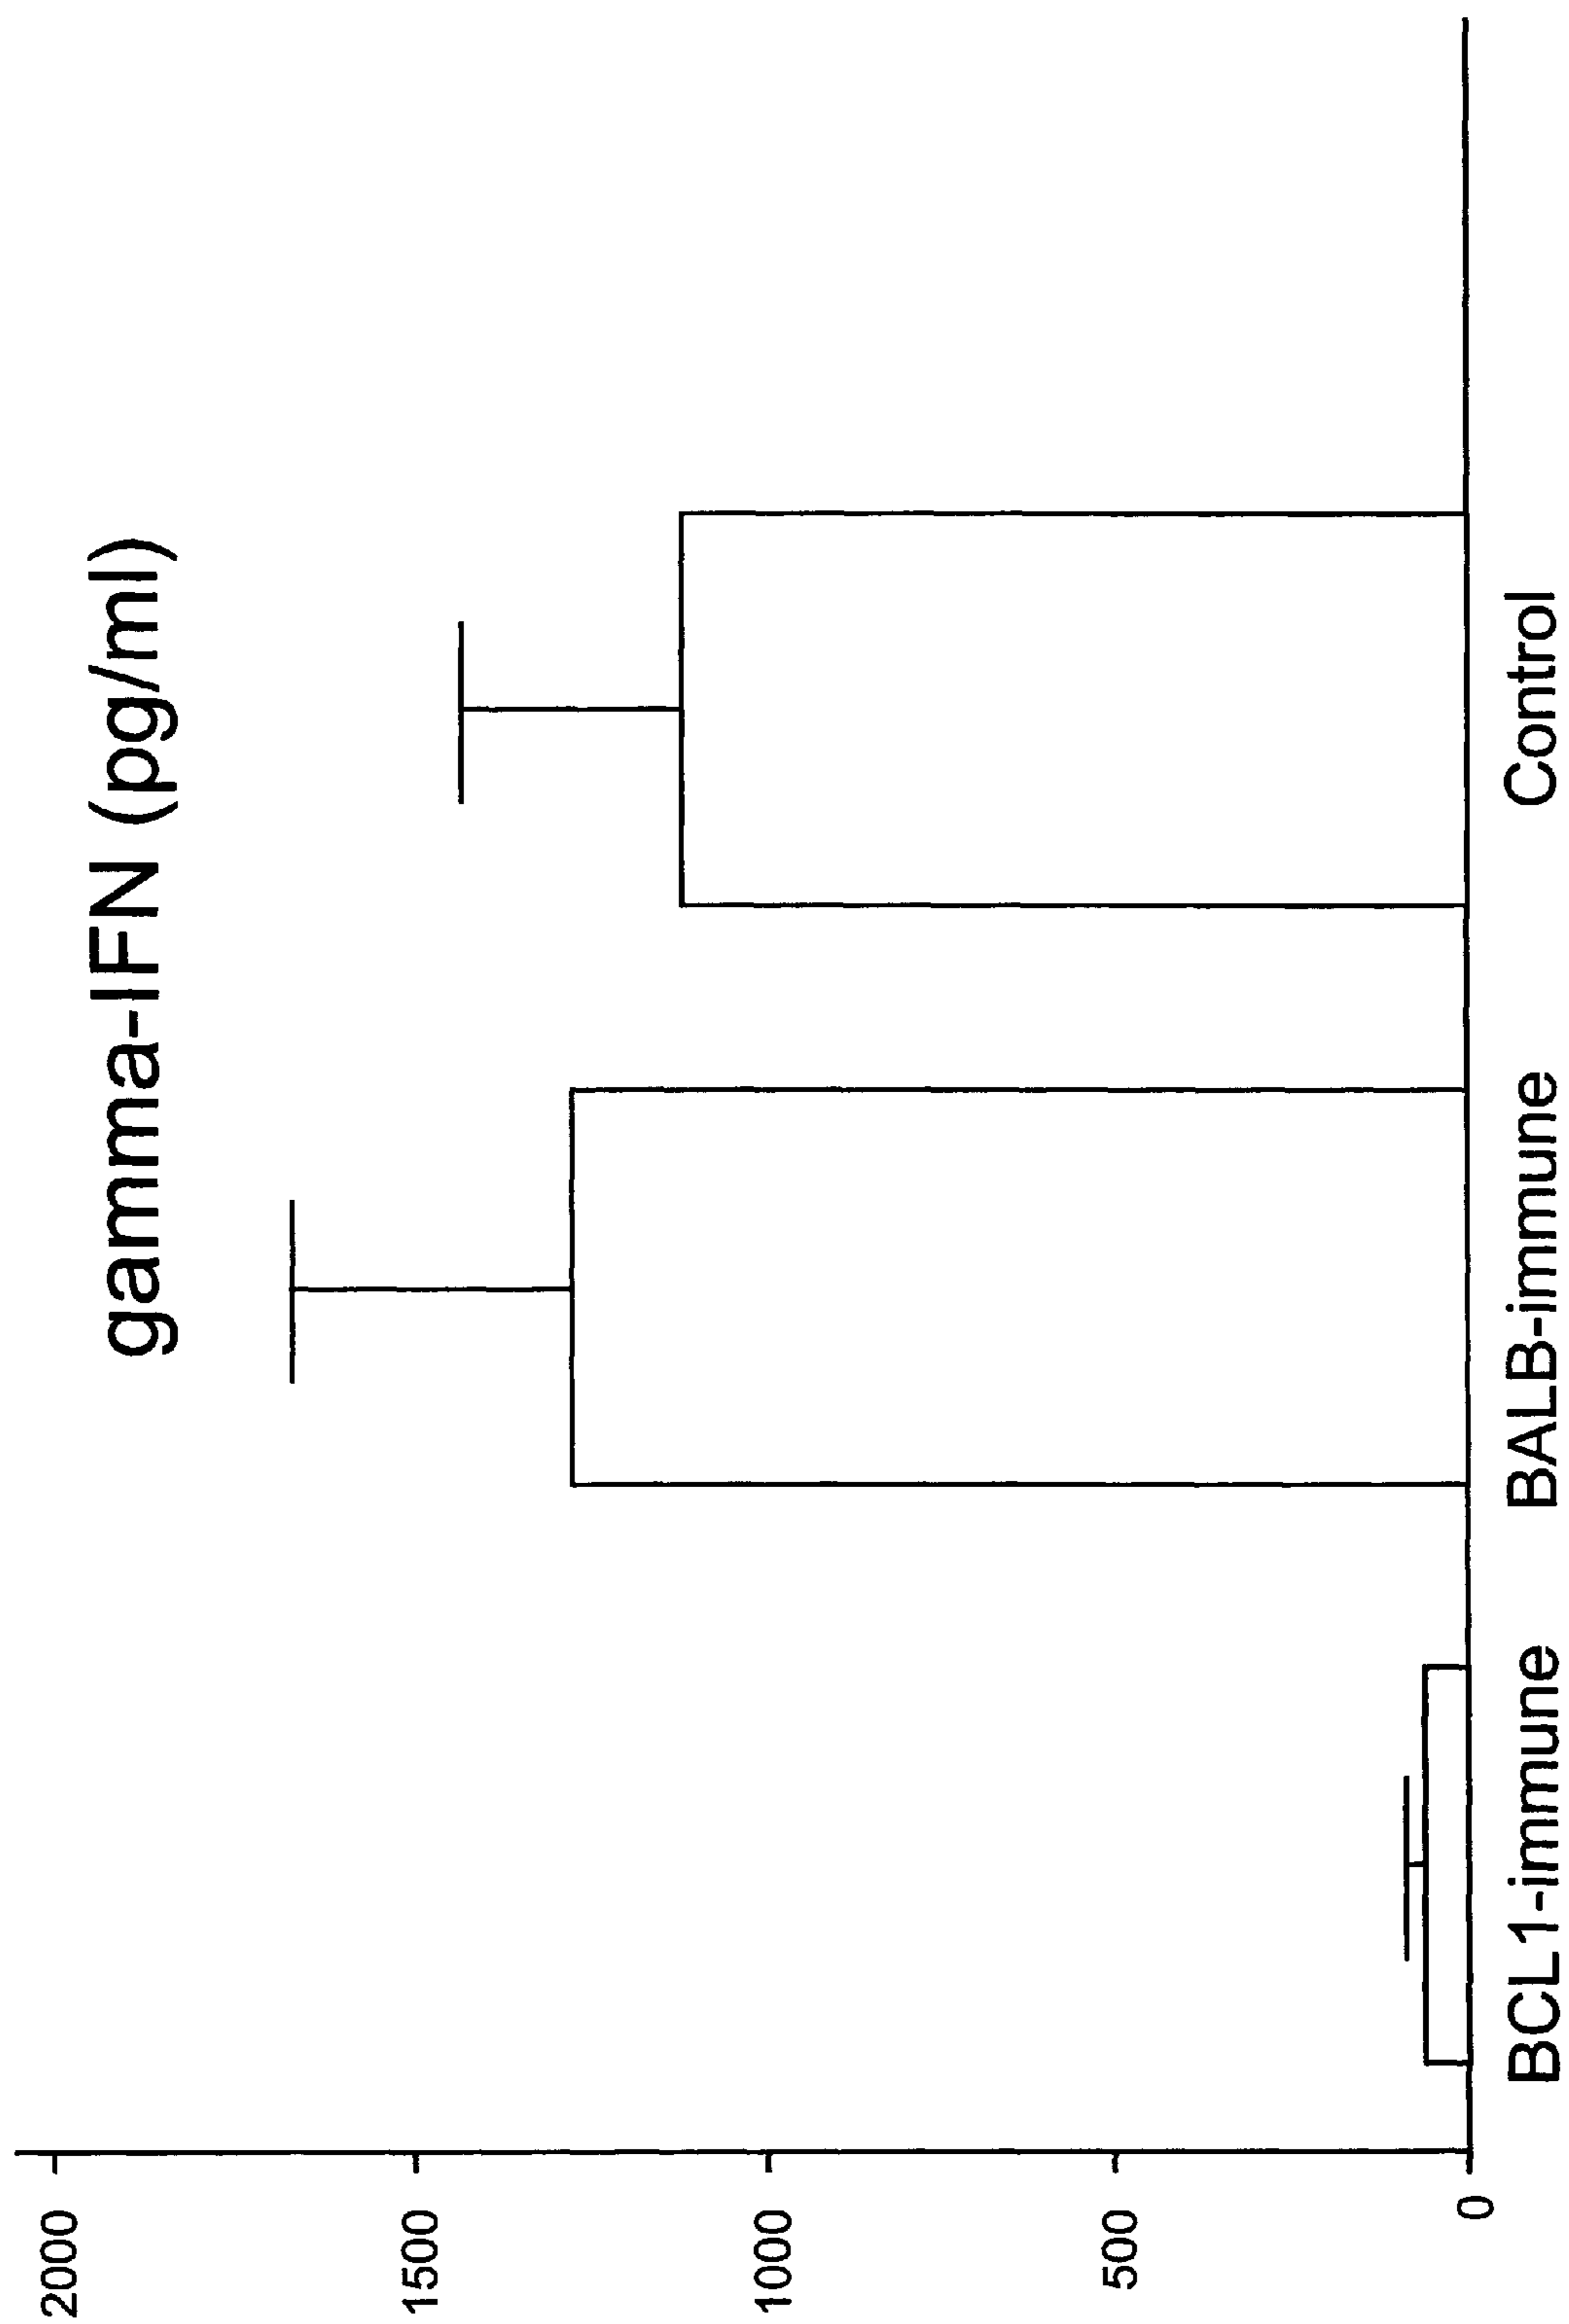 gamma-IFN (pg/ml)
2000
1500
1000
500
0
BCL1-immune
BALB-immune
Control